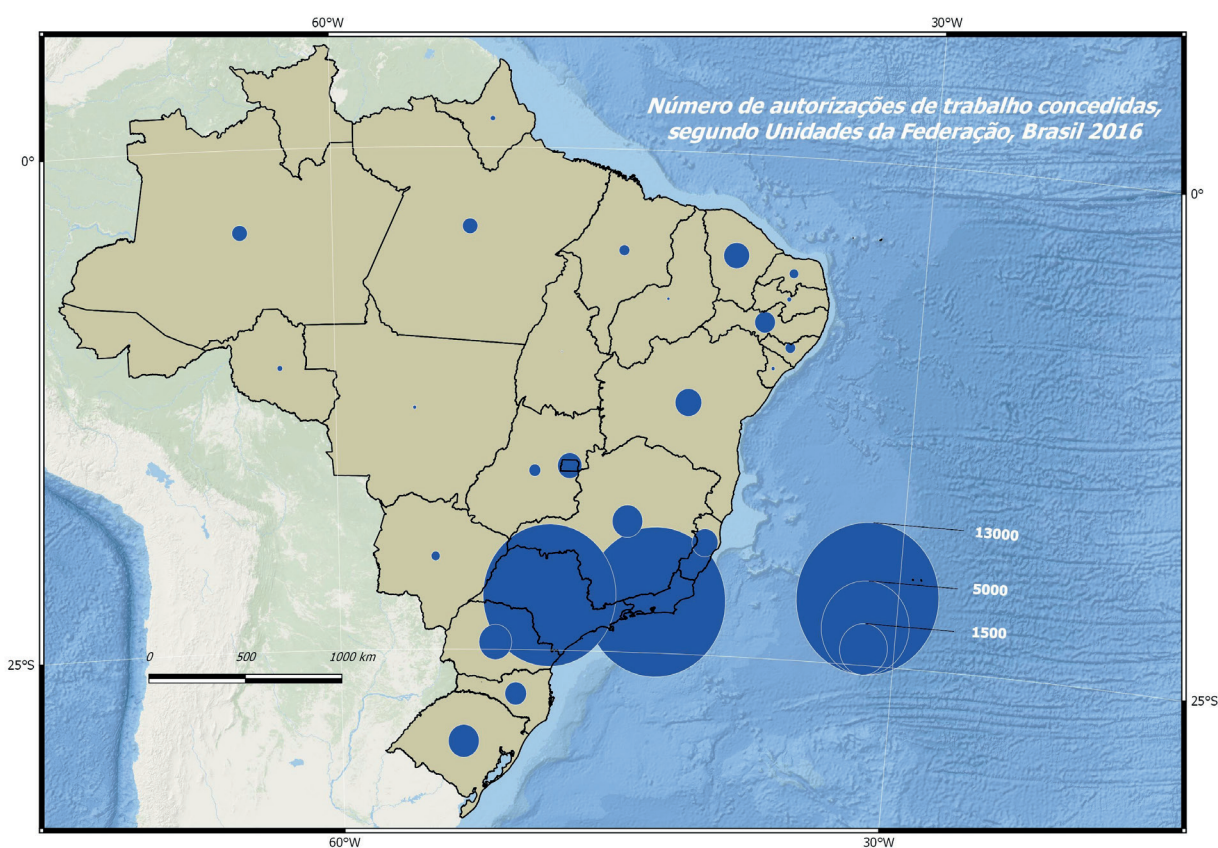 60°W
30°W
Número de autorizações de trabalho concedidas,
segundo Unidades da Federação, Brasil 2016
0°
0°
13000
5000
1500
0 500 1000 km
25°S
25°S
60°W
30°W